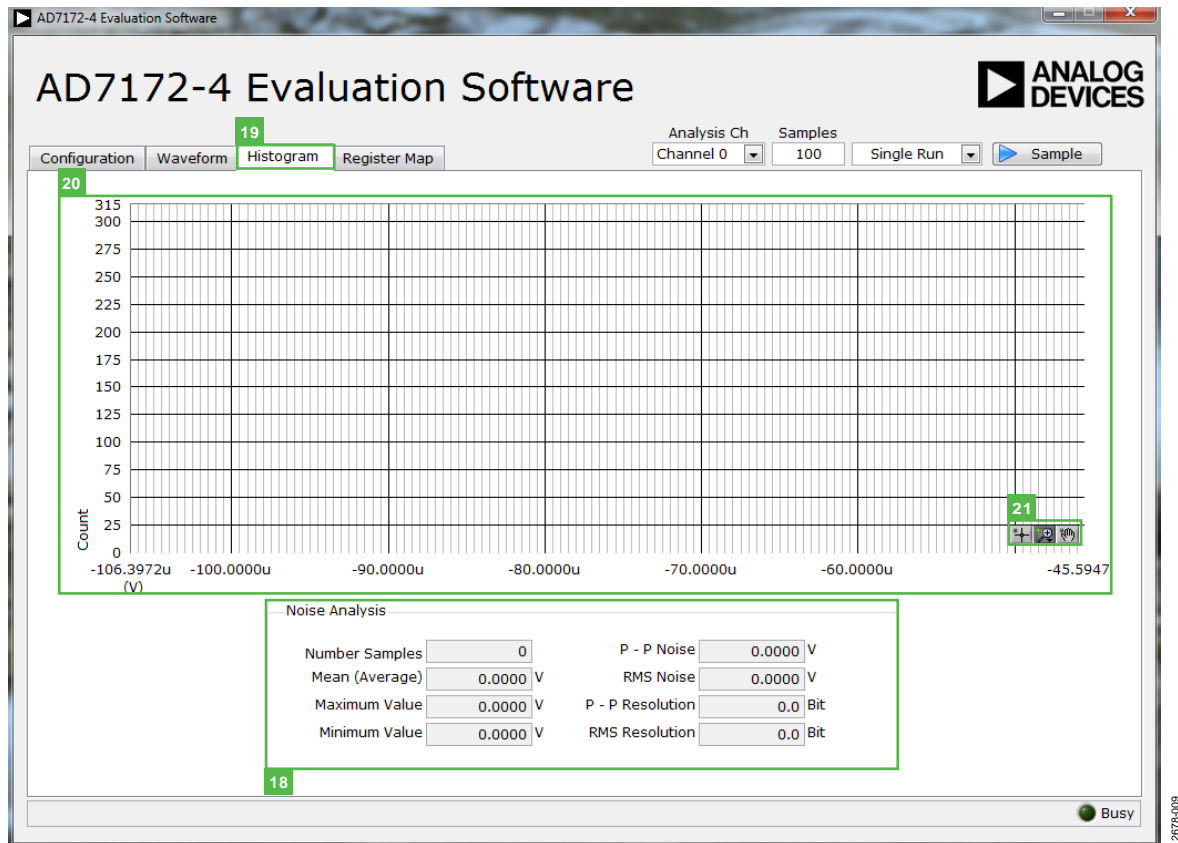 AD7172-4 Evaluation Software
AD7172-4 Evaluation Software
ANALOG
DEVICES
19
Analysis Ch Samples
Configuration Waveform Histogram Register Map
Channel 0 100 Single Run Sample
20
315
300
275
250
225
200
175
150
125
100
75
50
25
0
Count
21
-106.3972u -100.0000u -90.0000u -80.0000u -70.0000u -60.0000u -45.5947
(V)
Noise Analysis
Number Samples 0 P - P Noise 0.0000 V
Mean (Average) 0.0000 V RMS Noise 0.0000 V
Maximum Value 0.0000 V P - P Resolution 0.0 Bit
Minimum Value 0.0000 V RMS Resolution 0.0 Bit
18
Busy
2678-009